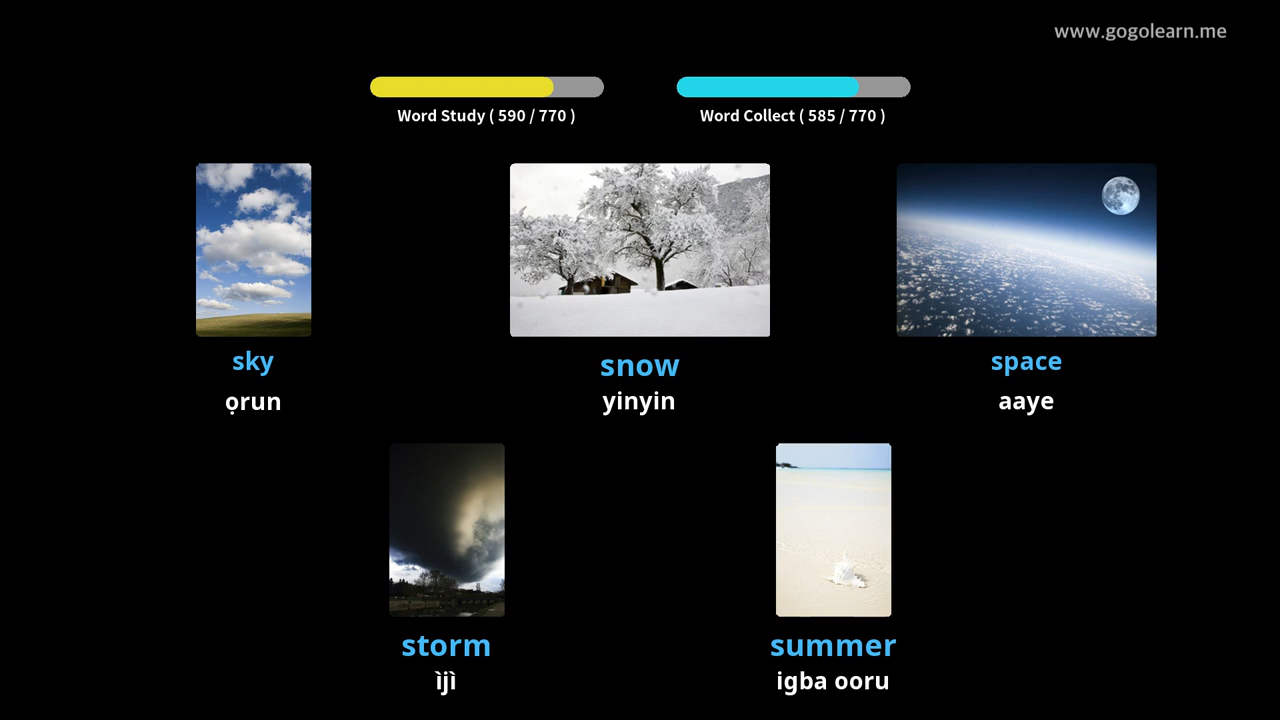 www.gogolearn.me
Word Study ( 590 / 770 )
Word Collect ( 585 / 770 )
sky
ọrun
snow
yinyin
space
aaye
storm
ìjì
summer
igba ooru